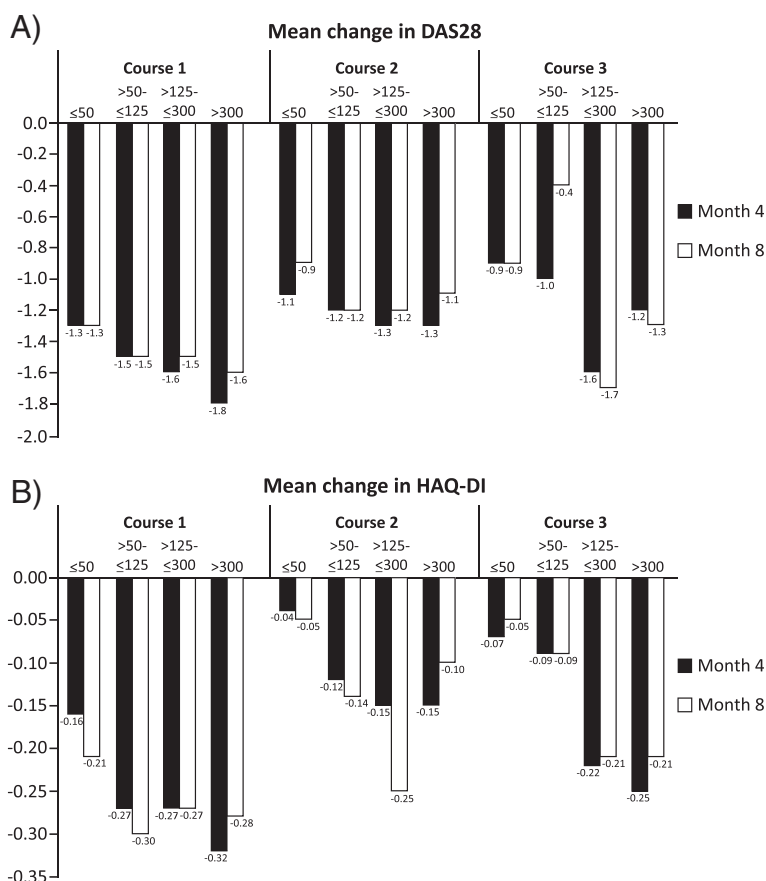 A)
Mean change in DAS28
Course 1 Course 2 Course 3
>50- >125- >50- >125- >50- >125-
≤50 ≤125 ≤300 >300 ≤50 ≤125 ≤300 >300 ≤50 ≤125 ≤300 >300
0.0
-0.2
-0.4
-0.6
-0.8
-1.0
-1.2
-1.4
-1.6
-1.8
-2.0
-1.3 -1.3 -1.5 -1.5 -1.6 -1.5 -1.8 -1.6
-1.1 -0.9 -1.2 -1.2 -1.3 -1.2 -1.3 -1.1
-0.9 -0.9 -1.0 -0.4 -1.6 -1.7 -1.2 -1.3
Month 4
Month 8
B)
Mean change in HAQ-DI
Course 1 Course 2 Course 3
>50- >125- >50- >125- >50- >125-
≤50 ≤125 ≤300 >300 ≤50 ≤125 ≤300 >300 ≤50 ≤125 ≤300 >300
0.00
-0.05
-0.10
-0.15
-0.20
-0.25
-0.30
-0.35
-0.16 -0.21 -0.27 -0.30 -0.27 -0.27 -0.32 -0.28
-0.04 -0.05 -0.12 -0.14 -0.15 -0.25 -0.15 -0.10
-0.07 -0.05 -0.09 -0.09 -0.22 -0.21 -0.25 -0.21
Month 4
Month 8